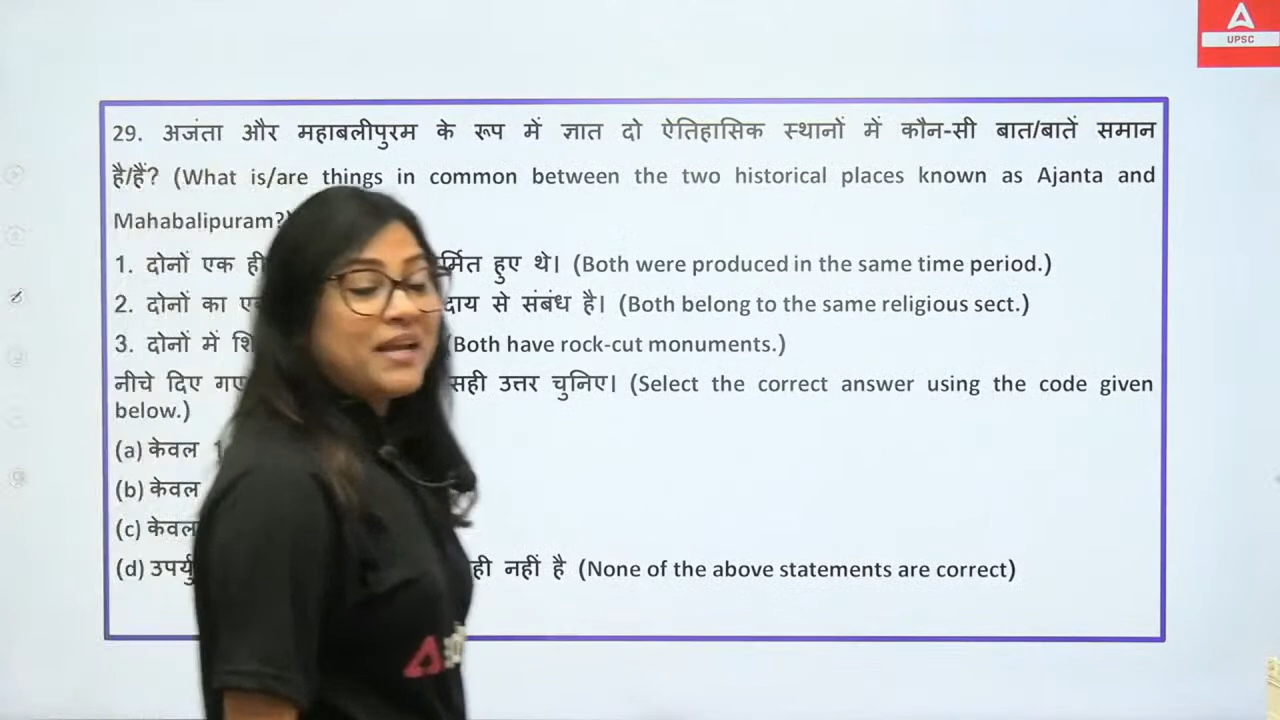 UPSC
29. अजंता और महाबलीपुरम के रूप में ज्ञात दो ऐतिहासिक स्थानों में कौन-सी बात/बातें समान
है/हैं? (What is/are things in common between the two historical places known as Ajanta and
Mahabalipuram?)
1. दोनों एक ही हुए थे। (Both were produced in the same time period.)
2. दोनों का से संबंध है। (Both belong to the same religious sect.)
3. दोनों में (Both have rock-cut monuments.)
नीचे दिए सही उत्तर चुनिए। (Select the correct answer using the code given
below.)
(a) केवल
(b) केवल
(c) केवल
(d) नहीं है (None of the above statements are correct)